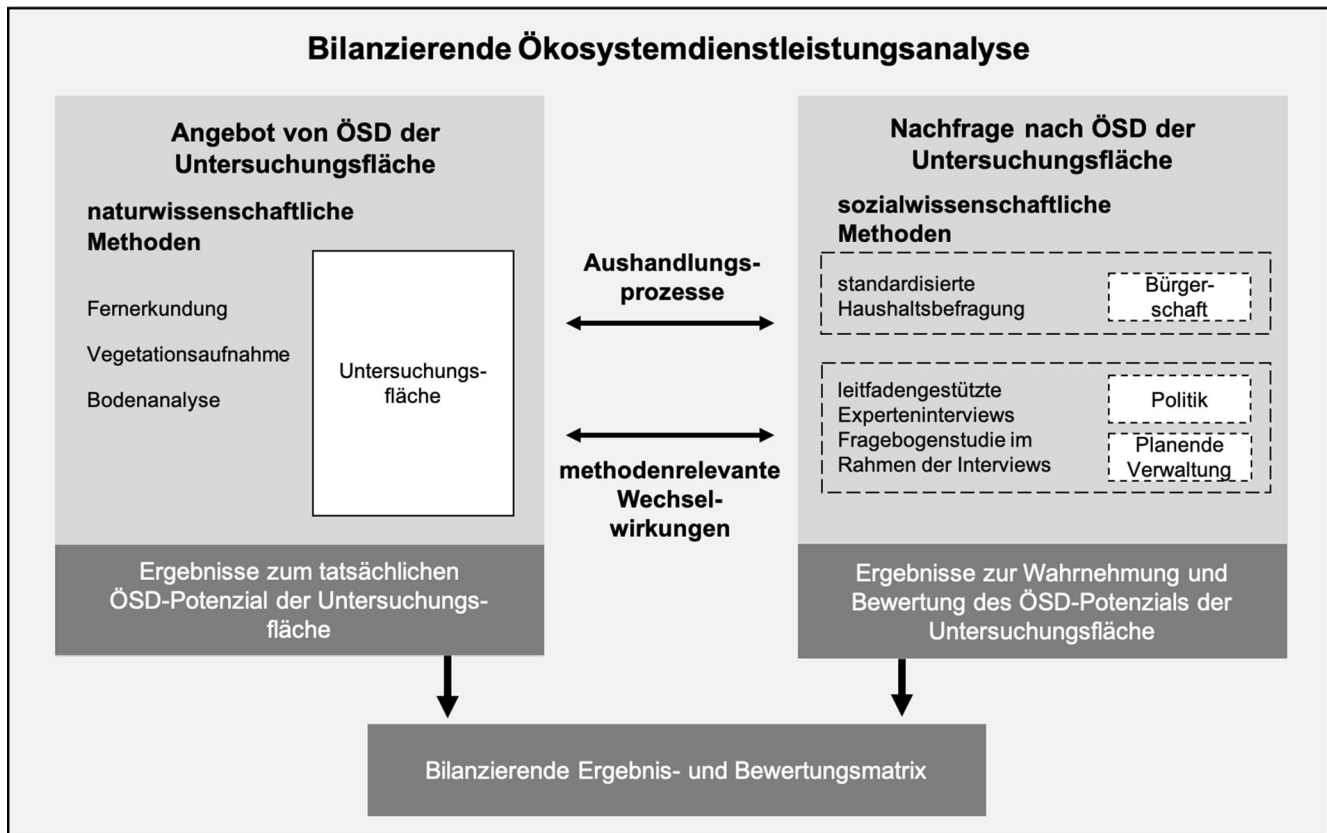 Bilanzierende Ökosystemdienstleistungsanalyse
Angebot von ÖSD der
Untersuchungsfläche
naturwissenschaftliche
Methoden
Fernerkundung
Vegetationsaufnahme
Bodenanalyse
Untersuchungs-
fläche
Ergebnisse zum tatsächlichen
ÖSD-Potenzial der Untersuchungs-
fläche
Aushandlungs-
prozesse
methodenrelevante
Wechsel-
wirkungen
Nachfrage nach ÖSD der
Untersuchungsfläche
sozialwissenschaftliche
Methoden
standardisierte
Haushaltsbefragung
Bürger-
schaft
leitfadengestützte
Experteninterviews
Fragebogenstudie im
Rahmen der Interviews
Politik
Planende
Verwaltung
Ergebnisse zur Wahrnehmung und
Bewertung des ÖSD-Potenzials der
Untersuchungsfläche
Bilanzierende Ergebnis- und Bewertungsmatrix